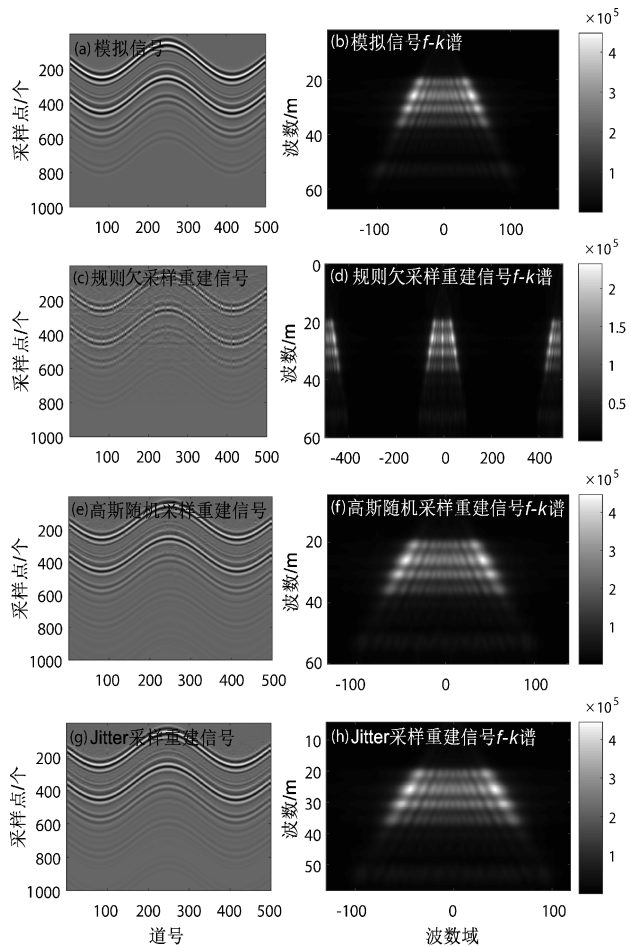 (a)模拟信号
200
400
600
800
1000
采样点/个
100 200 300 400 500
(b)模拟信号f-k谱
20
40
60
波数/m
-100 0 100
×10⁵
4
3
2
1
(c)规则欠采样重建信号
200
400
600
800
1000
采样点/个
100 200 300 400 500
(d)规则欠采样重建信号f-k谱
0
20
40
60
波数/m
-400 -200 0 200 400
×10⁵
2
1.5
1
0.5
(e)高斯随机采样重建信号
200
400
600
800
1000
采样点/个
100 200 300 400 500
(f)高斯随机采样重建信号f-k谱
20
40
60
波数/m
-100 0 100
×10⁵
4
3
2
1
(g)Jitter采样重建信号
200
400
600
800
1000
采样点/个
100 200 300 400 500
道号
(h)Jitter采样重建信号f-k谱
10
20
30
40
50
波数/m
-100 0 100
波数域
×10⁵
4
3
2
1